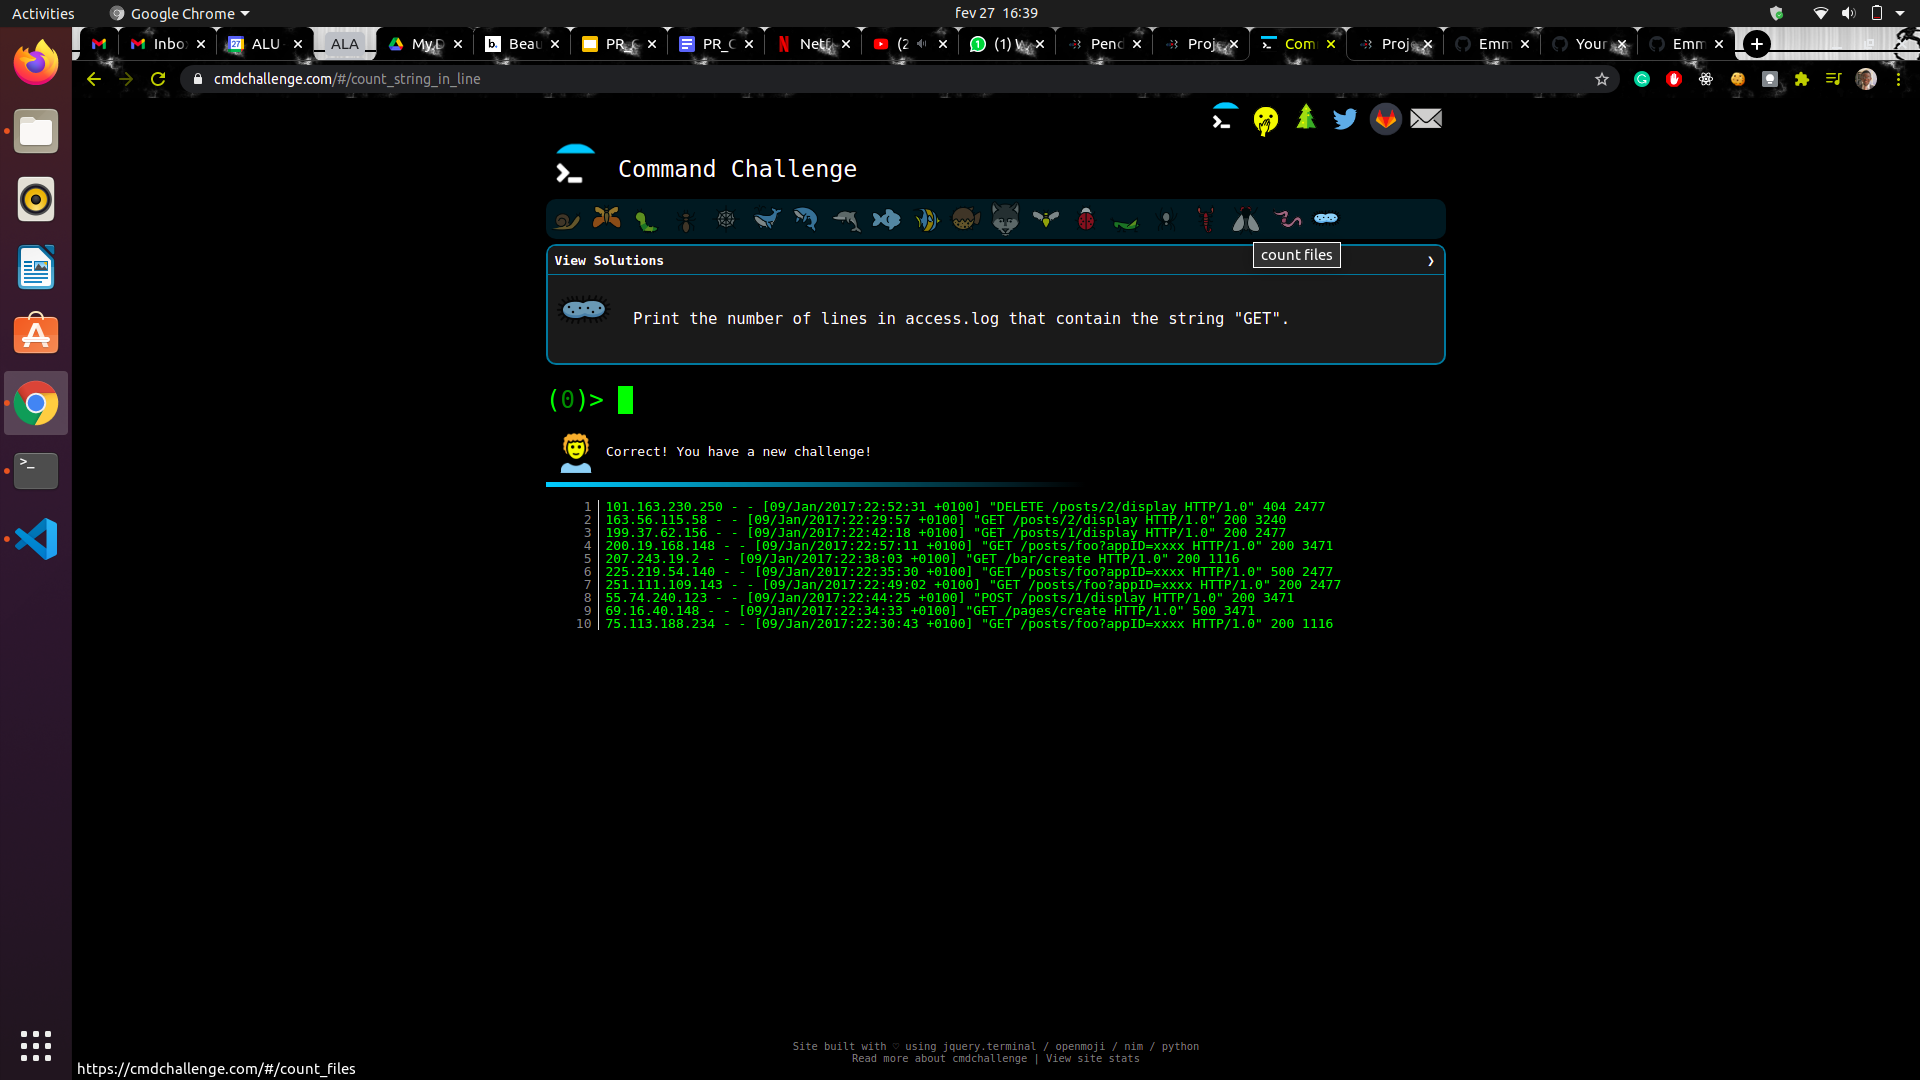 Activities
Google Chrome
fev 27 16:39
Inbo
ALU
ALA
My D
b. Beau
PR_C
PR_C
Netf
(2
1 (1) W
Pend
Proje
Com
Proje
Emm
Your
Emm
cmdchallenge.com/#/count_string_in_line
Command Challenge
View Solutions
count files
Print the number of lines in access.log that contain the string "GET".
(0)>
Correct! You have a new challenge!
1 101.163.230.250 - - [09/Jan/2017:22:52:31 +0100] "DELETE /posts/2/display HTTP/1.0" 404 2477
2 163.56.115.58 - - [09/Jan/2017:22:29:57 +0100] "GET /posts/2/display HTTP/1.0" 200 3240
3 199.37.62.156 - - [09/Jan/2017:22:42:18 +0100] "GET /posts/1/display HTTP/1.0" 200 2477
4 200.19.168.148 - - [09/Jan/2017:22:57:11 +0100] "GET /posts/foo?appID=xxxx HTTP/1.0" 200 3471
5 207.243.19.2 - - [09/Jan/2017:22:38:03 +0100] "GET /bar/create HTTP/1.0" 200 1116
6 225.219.54.140 - - [09/Jan/2017:22:35:30 +0100] "GET /posts/foo?appID=xxxx HTTP/1.0" 500 2477
7 251.111.109.143 - - [09/Jan/2017:22:49:02 +0100] "GET /posts/foo?appID=xxxx HTTP/1.0" 200 2477
8 55.74.240.123 - - [09/Jan/2017:22:44:25 +0100] "POST /posts/1/display HTTP/1.0" 200 3471
9 69.16.40.148 - - [09/Jan/2017:22:34:33 +0100] "GET /pages/create HTTP/1.0" 500 3471
10 75.113.188.234 - - [09/Jan/2017:22:30:43 +0100] "GET /posts/foo?appID=xxxx HTTP/1.0" 200 1116
Site built with ♡ using jquery.terminal / openmoji / nim / python
Read more about cmdchallenge | View site stats
https://cmdchallenge.com/#/count_files